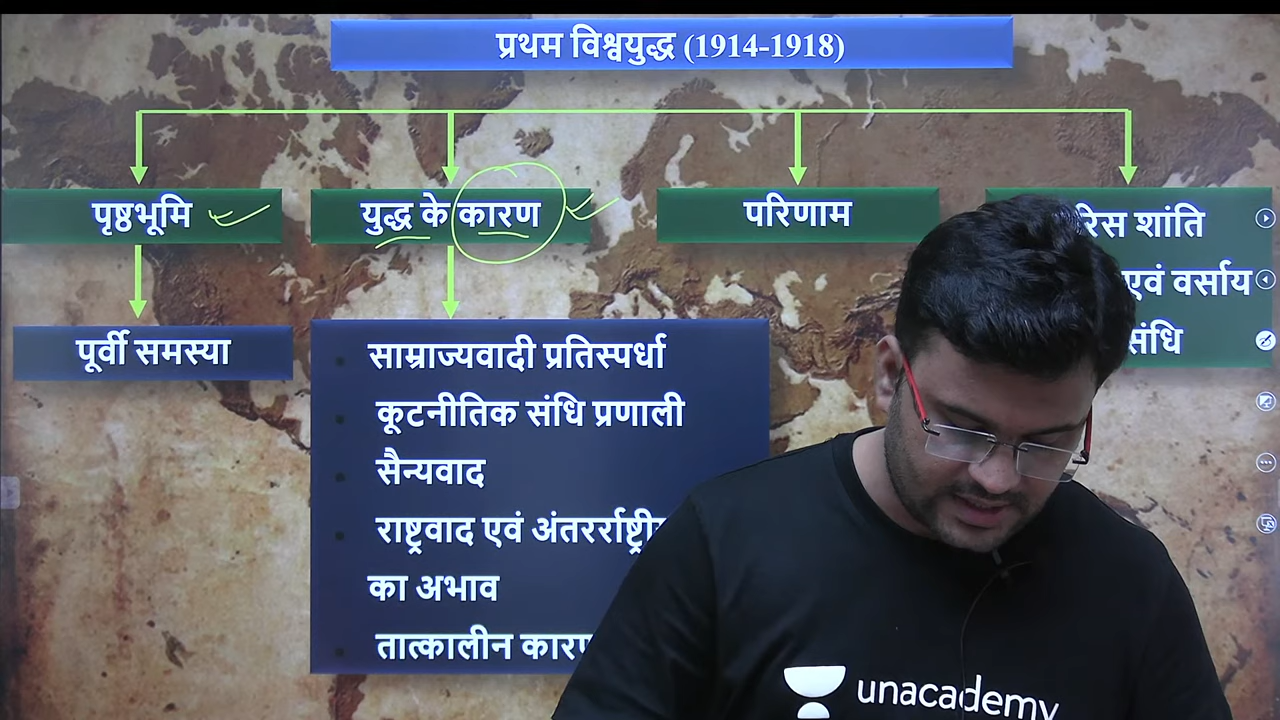 प्रथम विश्वयुद्ध (1914-1918)
पृष्ठभूमि
युद्ध के कारण
परिणाम
शांति
एवं वर्साय
संधि
पूर्वी समस्या
साम्राज्यवादी प्रतिस्पर्धा
कूटनीतिक संधि प्रणाली
सैन्यवाद
राष्ट्रवाद एवं
का अभाव
तात्कालीन
unacademy